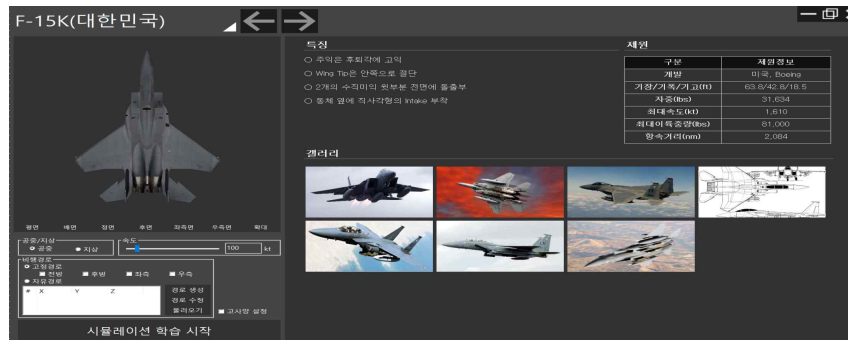 F-15K(대한민국)
특징
○ 주익은 후퇴각에 고익
○ Wing Tip은 안쪽으로 절단
○ 2개의 수직미익 윗부분 전면에 돌출부
○ 동체 옆에 직사각형의 Intake 부착
제원
구분 제원정보
개발 미국, Boeing
기장/기폭/기고(ft) 63.8/42.8/18.5
자중(lbs) 31,634
최대속도(kt) 1,610
최대이륙중량(lbs) 81,000
항속거리(nm) 2,084
갤러리
평면 배면 정면 후면 좌측면 우측면 확대
공중/지상
공중 지상
속도
100 kt
비행경로
고정경로
전방 후방 좌측 우측
자유경로
# X Y Z
경로 생성
경로 수정
불러오기
고사양 설정
시뮬레이션 학습 시작